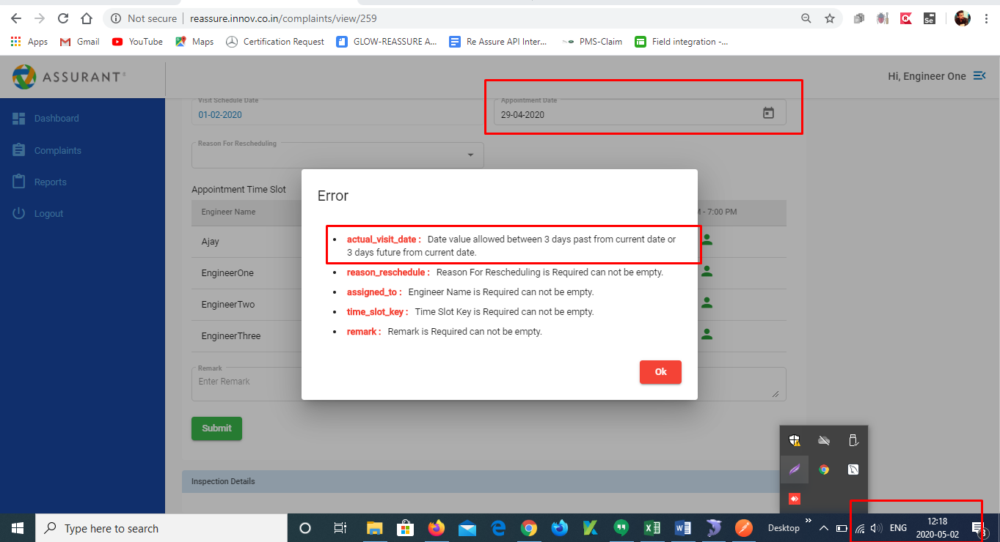 Not secure reassure.innov.co.in/complaints/view/259
Apps Gmail YouTube Maps Certification Request GLOW-REASSURE A... Re Assure API Inter... PMS-Claim Field integration -...
ASSURANT®
Hi, Engineer One
Dashboard
Complaints
Reports
Logout
Visit Schedule Date
01-02-2020
Appointment Date
29-04-2020
Reason For Rescheduling
Appointment Time Slot
Engineer Name
M - 7:00 PM
Ajay
EngineerOne
EngineerTwo
EngineerThree
Remark
Enter Remark
Submit
Inspection Details
Error
• actual_visit_date : Date value allowed between 3 days past from current date or
3 days future from current date.
• reason_reschedule : Reason For Rescheduling is Required can not be empty.
• assigned_to : Engineer Name is Required can not be empty.
• time_slot_key : Time Slot Key is Required can not be empty.
• remark : Remark is Required can not be empty.
Ok
Type here to search
Desktop
ENG
12:18
2020-05-02
3